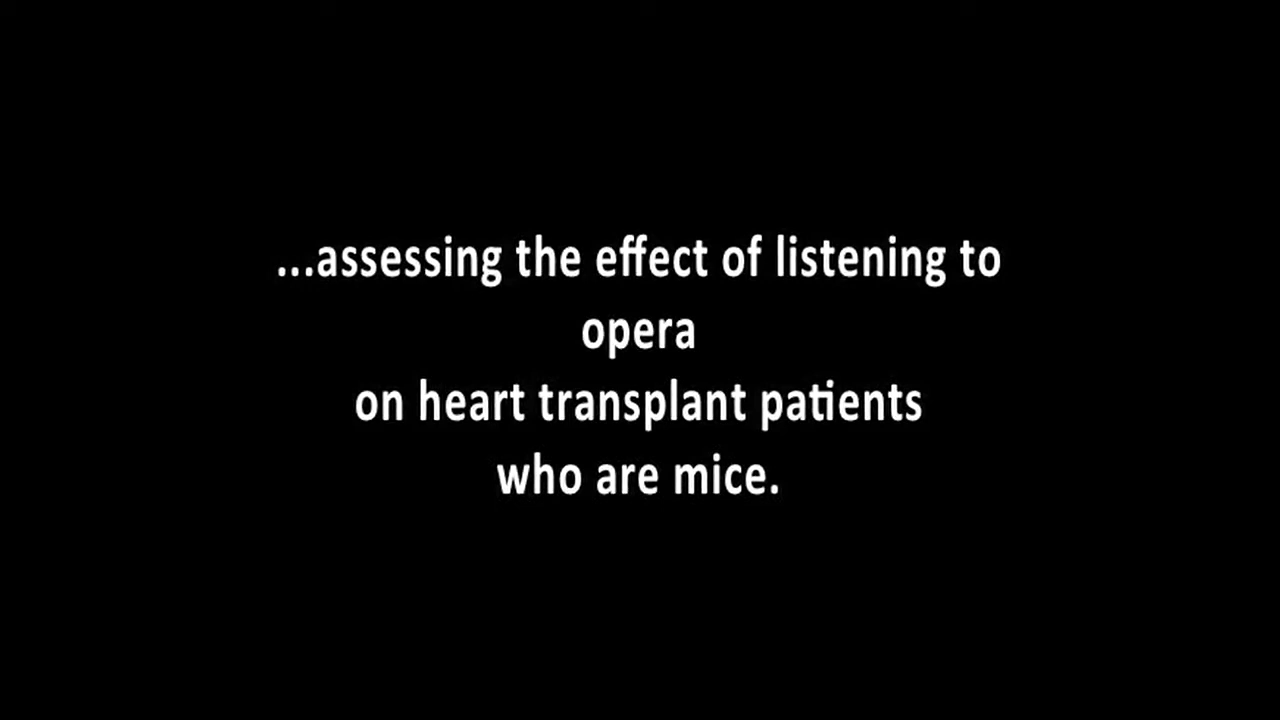 ...assessing the effect of listening to
opera
on heart transplant patients
who are mice.